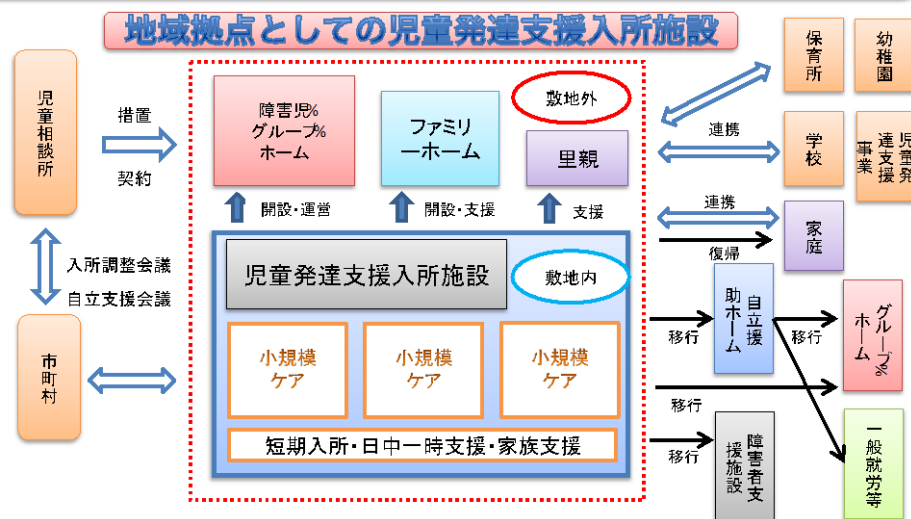 地域拠点としての児童発達支援入所施設
児童相談所
措置
契約
入所調整会議
自立支援会議
市町村
障害児%
グループ%
ホーム
ファミリ
ーホーム
敷地外
里親
開設・運営
開設・支援
支援
児童発達支援入所施設
敷地内
小規模
ケア
小規模
ケア
小規模
ケア
短期入所・日中一時支援・家族支援
保育所
幼稚園
連携
学校
児童発
達支援
事業
連携
家庭
復帰
移行
自立援
助ホーム
移行
グループ%
ホーム
移行
移行
障害者支
援施設
一般就労等